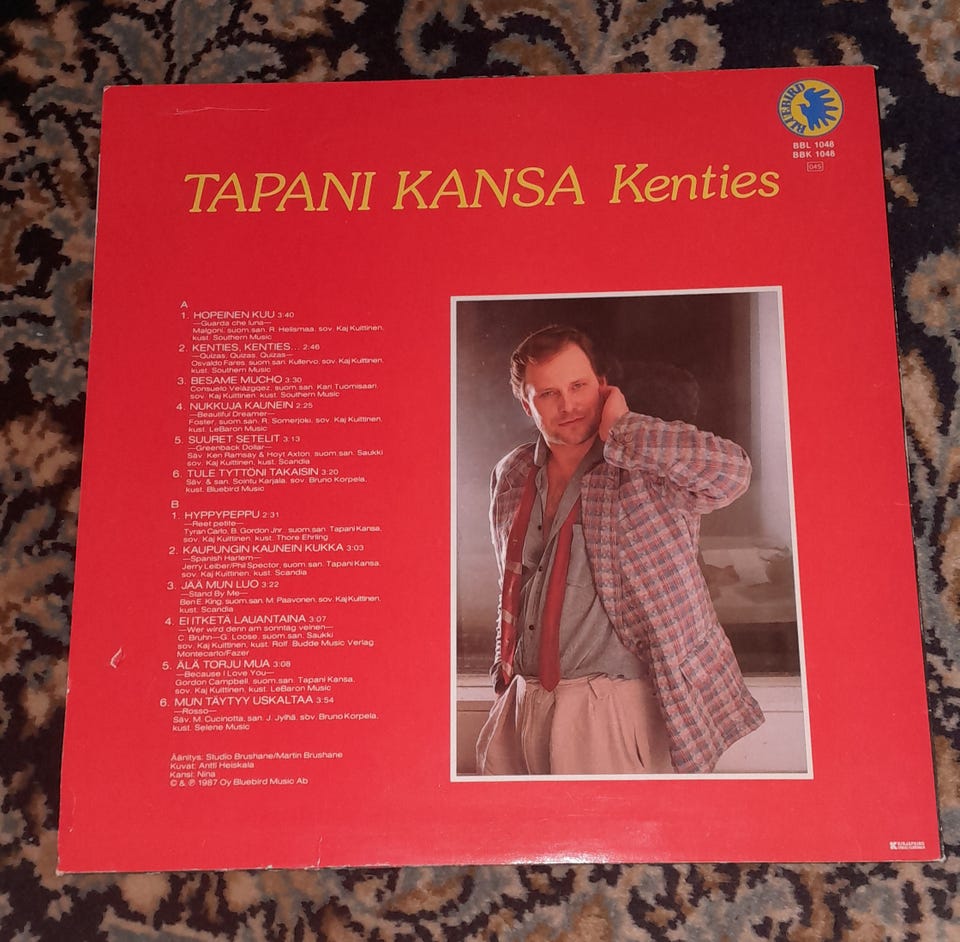 BLUEBIRD
BBL 1048
BBK 1048
045
TAPANI KANSA Kenties
A
1. HOPEINEN KUU 3:40
—Guarda che luna—
Malgoni, suom.san. R. Helismaa, sov. Kaj Kuittinen,
kust. Southern Music
2. KENTIES, KENTIES... 2:46
—Quizas, Quizas, Quizas—
Osvaldo Fares, suom.san. Kullervo, sov. Kaj Kuittinen,
kust. Southern Music
3. BESAME MUCHO 3:30
Consuelo Velázgqez, suom.san. Kari Tuomisaari,
sov. Kaj Kuittinen, kust. Southern Music
4. NUKKUJA KAUNEIN 2:25
—Beautiful Dreamer—
Foster, suom.san. R. Somerjoki, sov. Kaj Kuittinen,
kust. LeBaron Music
5. SUURET SETELIT 3:13
—Greenback Dollar—
Säv. Ken Ramsay & Hoyt Axton, suom.san. Saukki
sov. Kaj Kuittinen, kust. Scandia
6. TULE TYTTÖNI TAKAISIN 3:20
Säv. & san. Sointu Karjala, sov. Bruno Korpela,
kust. Bluebird Music
B
1. HYPPYPEPPU 2:31
—Reet petite—
Tyran Carlo, B. Gordon Jnr., suom.san. Tapani Kansa,
sov. Kaj Kuittinen, kust. Thore Ehrling
2. KAUPUNGIN KAUNEIN KUKKA 3:03
—Spanish Harlem—
Jerry Leiber/Phil Spector, suom.san. Tapani Kansa,
sov. Kaj Kuittinen, kust. Scandia
3. JÄÄ MUN LUO 3:22
—Stand By Me—
Ben E. King, suom.san. M. Paavonen, sov. Kaj Kuittinen,
kust. Scandia
4. EI ITKETÄ LAUANTAINA 3:07
—Wer wird denn am sonntag veinen—
C. Bruhn—G. Loose, suom.san. Saukki
sov. Kaj Kuittinen, kust. Rolf Budde Music Verlag
Montecarlo/Fazer
5. ÄLÄ TORJU MUA 3:08
—Because I Love You—
Gordon Campbell, suom.san. Tapani Kansa,
sov. Kaj Kuittinen, kust. LeBaron Music
6. MUN TÄYTYY USKALTAA 3:54
—Rosso—
Säv. M. Cucinotta, san. J. Jylhä, sov. Bruno Korpela,
kust. Selene Music
Äänitys: Studio Brushane/Martin Brushane
Kuvat: Antti Heiskala
Kansi: Nina
© & ℗ 1987 Oy Bluebird Music Ab